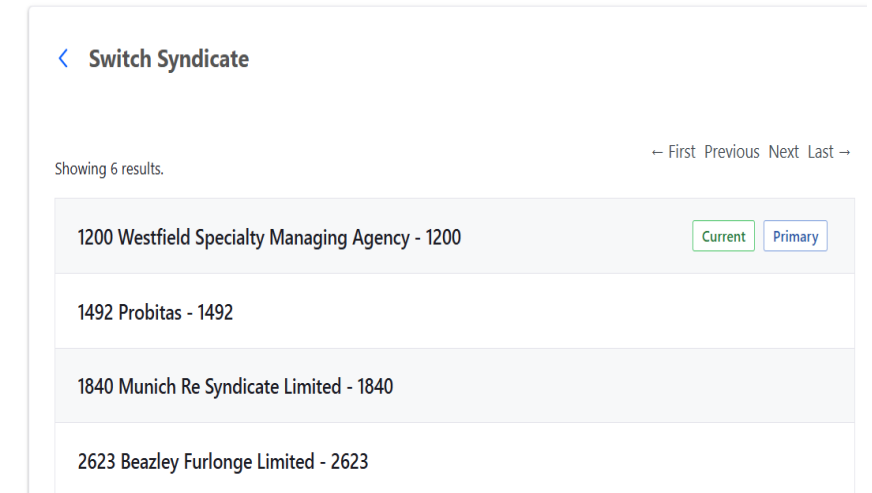 Switch Syndicate
← First Previous Next Last →
Showing 6 results.
1200 Westfield Specialty Managing Agency - 1200 Current Primary
1492 Probitas - 1492
1840 Munich Re Syndicate Limited - 1840
2623 Beazley Furlonge Limited - 2623